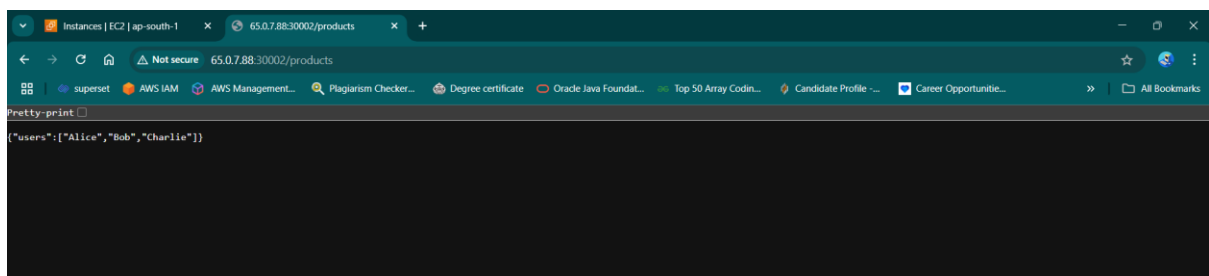 Instances | EC2 | ap-south-1
65.0.7.88:30002/products
Not secure 65.0.7.88:30002/products
superset AWS IAM AWS Management... Plagiarism Checker... Degree certificate Oracle Java Foundat... Top 50 Array Codin... Candidate Profile -... Career Opportunitie... » All Bookmarks
Pretty-print
{"users":["Alice","Bob","Charlie"]}